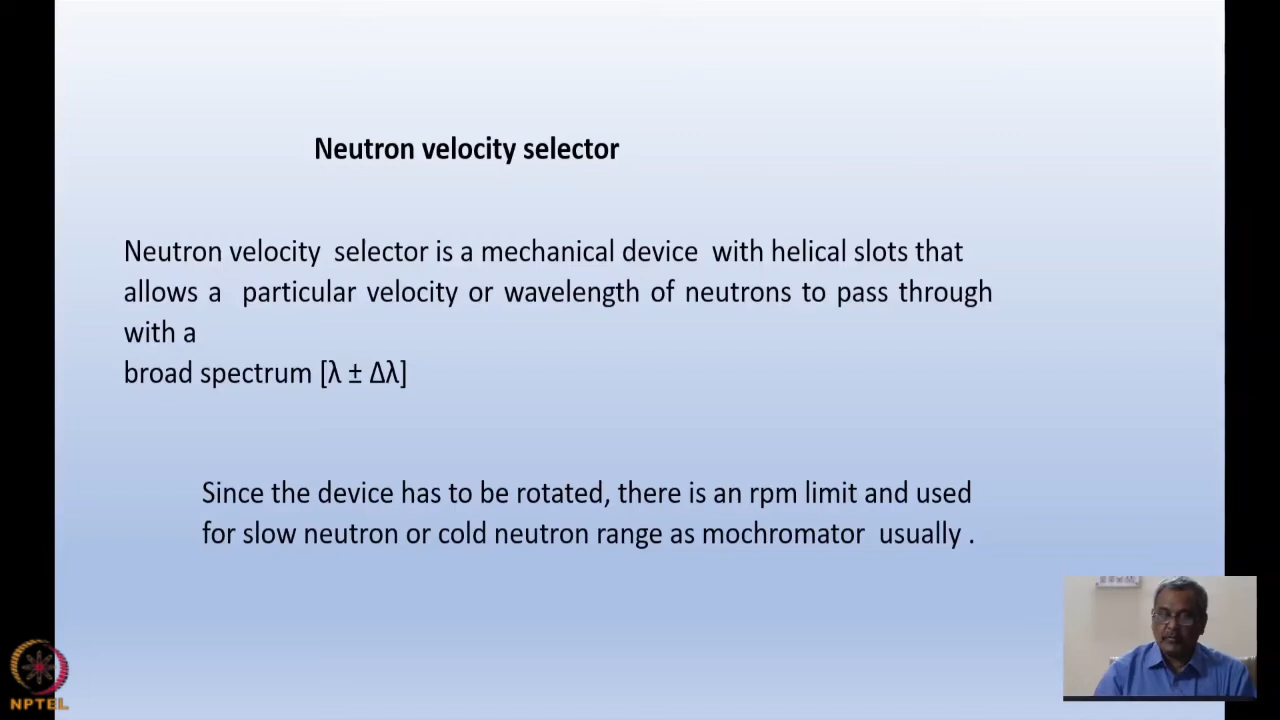 Neutron velocity selector
Neutron velocity selector is a mechanical device with helical slots that
allows a particular velocity or wavelength of neutrons to pass through
with a
broad spectrum [λ ± Δλ]
Since the device has to be rotated, there is an rpm limit and used
for slow neutron or cold neutron range as mochromator usually .
NPTEL